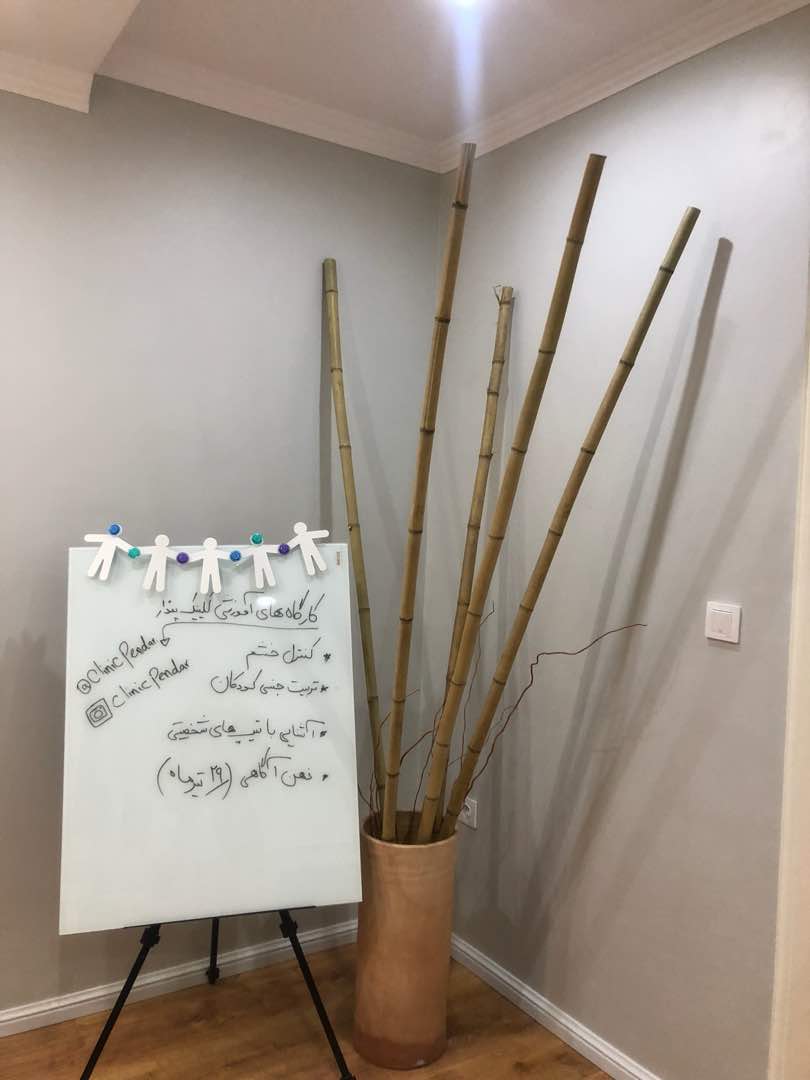 کارگاه های آموزشی کلینیک پندار
* کنترل خشم
* تربیت جنسی کودکان
* آشنایی با تیپ های شخصیتی
* ذهن آگاهی (۲۹ تیرماه)
@Clinic Pendar
Clinic Pendar